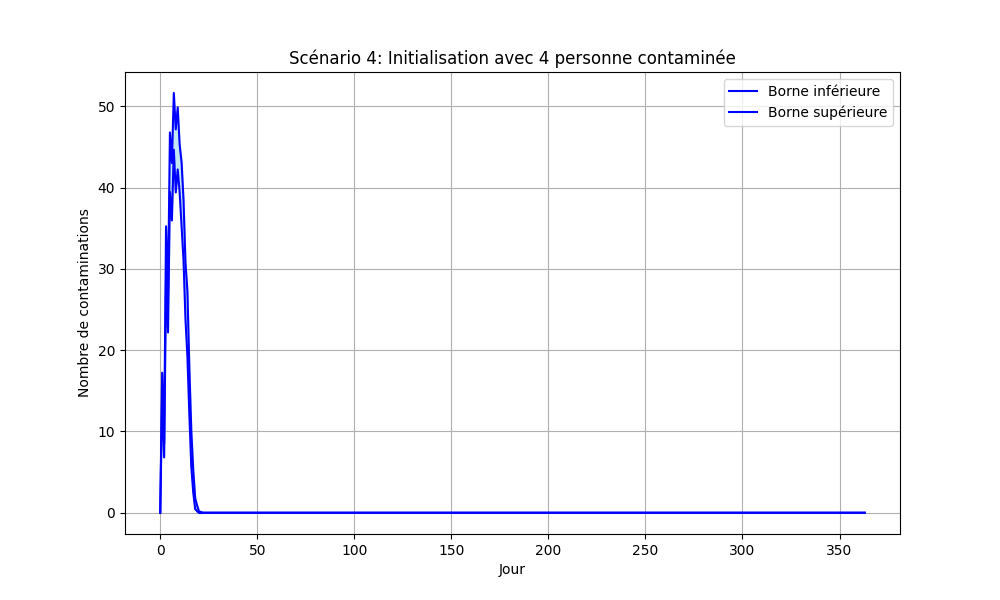 Scénario 4: Initialisation avec 4 personne contaminée
Borne inférieure
Borne supérieure
Nombre de contaminations
50
40
30
20
10
0
0 50 100 150 200 250 300 350
Jour